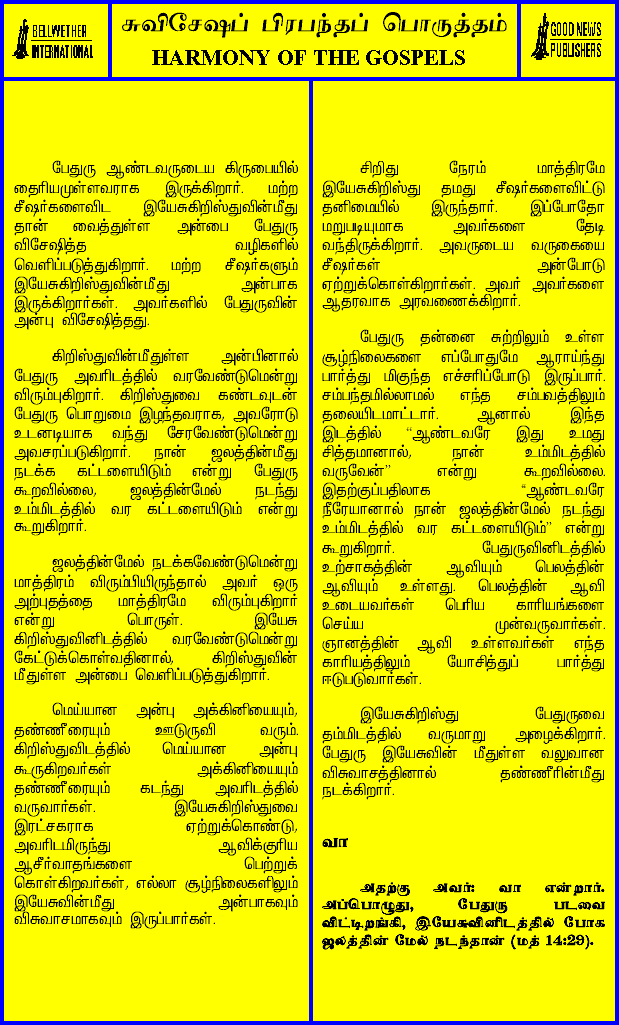 BELLWETHER
INTERNATIONAL
சுவிசேஷப் பிரபந்தப் பொருத்தம்
HARMONY OF THE GOSPELS
GOOD NEWS
PUBLISHERS
பேதுரு ஆண்டவருடைய கிருபையில்
தைரியமுள்ளவராக இருக்கிறார். மற்ற
சீஷர்களைவிட இயேசுகிறிஸ்துவின்மீது
தான் வைத்துள்ள அன்பை பேதுரு
விசேஷித்த வழிகளில்
வெளிப்படுத்துகிறார். மற்ற சீஷர்களும்
இயேசுகிறிஸ்துவின்மீது அன்பாக
இருக்கிறார்கள். அவர்களில் பேதுருவின்
அன்பு விசேஷித்தது.
கிறிஸ்துவின்மீதுள்ள அன்பினால்
பேதுரு அவரிடத்தில் வரவேண்டுமென்று
விரும்புகிறார். கிறிஸ்துவை கண்டவுடன்
பேதுரு பொறுமை இழந்தவராக, அவரோடு
உடனடியாக வந்து சேரவேண்டுமென்று
அவசரப்படுகிறார். நான் ஜலத்தின்மீது
நடக்க கட்டளையிடும் என்று பேதுரு
கூறவில்லை, ஜலத்தின்மேல் நடந்து
உம்மிடத்தில் வர கட்டளையிடும் என்று
கூறுகிறார்.
ஜலத்தின்மேல் நடக்கவேண்டுமென்று
மாத்திரம் விரும்பியிருந்தால் அவர் ஒரு
அற்புதத்தை மாத்திரமே விரும்புகிறார்
என்று பொருள். இயேசு
கிறிஸ்துவினிடத்தில் வரவேண்டுமென்று
கேட்டுக்கொள்வதினால், கிறிஸ்துவின்
மீதுள்ள அன்பை வெளிப்படுத்துகிறார்.
மெய்யான அன்பு அக்கினியையும்,
தண்ணீரையும் ஊடுருவி வரும்.
கிறிஸ்துவிடத்தில் மெய்யான அன்பு
கூருகிறவர்கள் அக்கினியையும்
தண்ணீரையும் கடந்து அவரிடத்தில்
வருவார்கள். இயேசுகிறிஸ்துவை
இரட்சகராக ஏற்றுக்கொண்டு,
அவரிடமிருந்து ஆவிக்குரிய
ஆசீர்வாதங்களை பெற்றுக்
கொள்கிறவர்கள், எல்லா சூழ்நிலைகளிலும்
இயேசுவின்மீது அன்பாகவும்
விசுவாசமாகவும் இருப்பார்கள்.
சிறிது நேரம் மாத்திரமே
இயேசுகிறிஸ்து தமது சீஷர்களைவிட்டு
தனிமையில் இருந்தார். இப்போதோ
மறுபடியுமாக அவர்களை தேடி
வந்திருக்கிறார். அவருடைய வருகையை
சீஷர்கள் அன்போடு
ஏற்றுக்கொள்கிறார்கள். அவர் அவர்களை
ஆதரவாக அரவணைக்கிறார்.
பேதுரு தன்னை சுற்றிலும் உள்ள
சூழ்நிலைகளை எப்போதுமே ஆராய்ந்து
பார்த்து மிகுந்த எச்சரிப்போடு இருப்பார்.
சம்பந்தமில்லாமல் எந்த சம்பவத்திலும்
தலையிடமாட்டார். ஆனால் இந்த
இடத்தில் “ஆண்டவரே இது உமது
சித்தமானால், நான் உம்மிடத்தில்
வருவேன்” என்று கூறவில்லை.
இதற்குப்பதிலாக “ஆண்டவரே
நீரேயானால் நான் ஜலத்தின்மேல் நடந்து
உம்மிடத்தில் வர கட்டளையிடும்” என்று
கூறுகிறார். பேதுருவினிடத்தில்
உற்சாகத்தின் ஆவியும் பெலத்தின்
ஆவியும் உள்ளது. பெலத்தின் ஆவி
உடையவர்கள் பெரிய காரியங்களை
செய்ய முன்வருவார்கள்.
ஞானத்தின் ஆவி உள்ளவர்கள் எந்த
காரியத்திலும் யோசித்துப் பார்த்து
ஈடுபடுவார்கள்.
இயேசுகிறிஸ்து பேதுருவை
தம்மிடத்தில் வருமாறு அழைக்கிறார்.
பேதுரு இயேசுவின் மீதுள்ள வலுவான
விசுவாசத்தினால் தண்ணீரின்மீது
நடக்கிறார்.
வா
அதற்கு அவர்: வா என்றார்.
அப்பொழுது, பேதுரு படவை
விட்டிறங்கி, இயேசுவினிடத்தில் போக
ஜலத்தின் மேல் நடந்தான் (மத் 14:29).